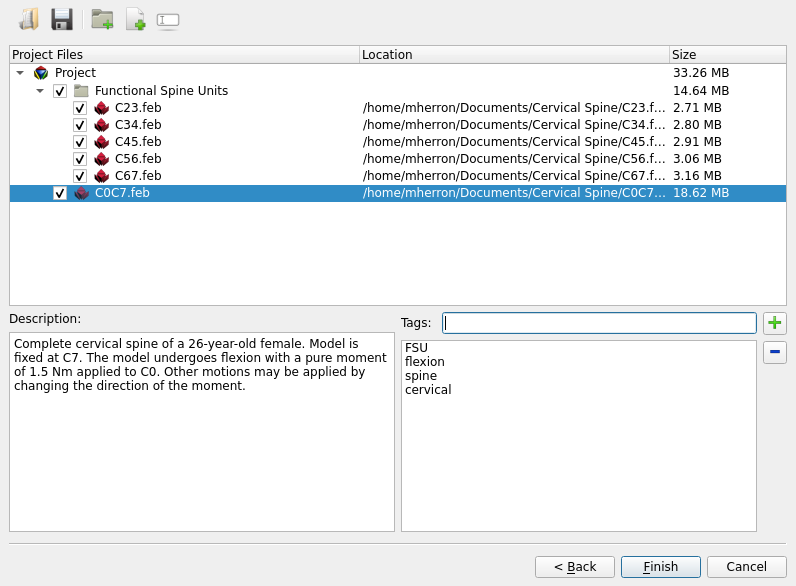 Project Files Location Size
Project 33.26 MB
Functional Spine Units 14.64 MB
C23.feb /home/mherron/Documents/Cervical Spine/C23.f... 2.71 MB
C34.feb /home/mherron/Documents/Cervical Spine/C34.f... 2.80 MB
C45.feb /home/mherron/Documents/Cervical Spine/C45.f... 2.91 MB
C56.feb /home/mherron/Documents/Cervical Spine/C56.f... 3.06 MB
C67.feb /home/mherron/Documents/Cervical Spine/C67.f... 3.16 MB
C0C7.feb /home/mherron/Documents/Cervical Spine/C0C7... 18.62 MB
Description:
Complete cervical spine of a 26-year-old female. Model is
fixed at C7. The model undergoes flexion with a pure moment
of 1.5 Nm applied to C0. Other motions may be applied by
changing the direction of the moment.
Tags:
FSU
flexion
spine
cervical
< Back Finish Cancel